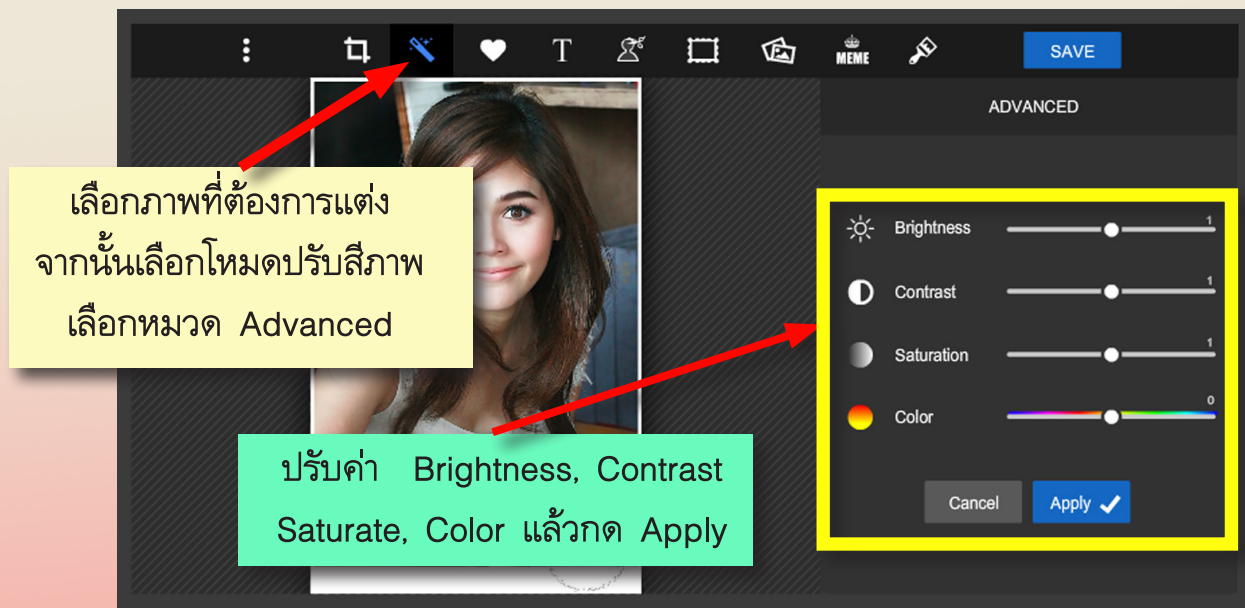 T
MEME
SAVE
ADVANCED
เลือกภาพที่ต้องการแต่ง
จากนั้นเลือกโหมดปรับสีภาพ
เลือกหมวด Advanced
Brightness
1
Contrast
1
Saturation
1
Color
0
Cancel
Apply
ปรับค่า Brightness, Contrast
Saturate, Color แล้วกด Apply